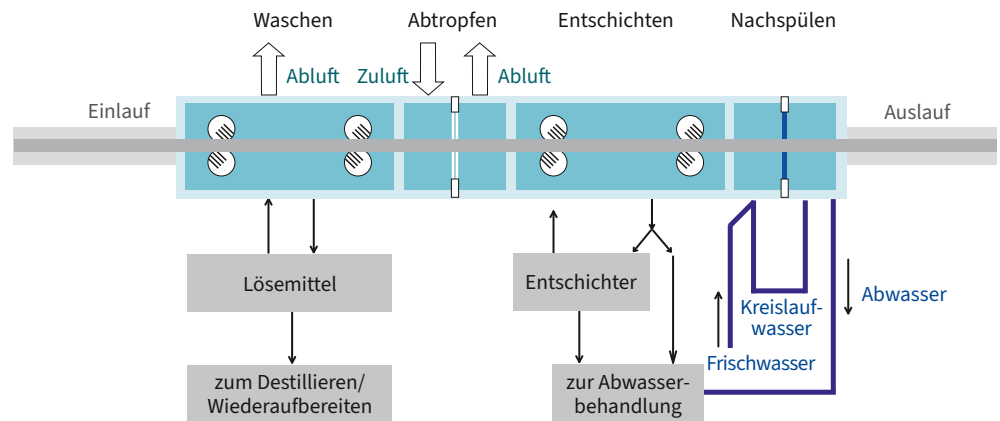 Waschen
Abtropfen
Entschichten
Nachspülen
Abluft
Zuluft
Abluft
Einlauf
Auslauf
Lösemittel
Entschichter
Kreislauf-
wasser
Abwasser
Frischwasser
zum Destillieren/
Wiederaufbereiten
zur Abwasser-
behandlung